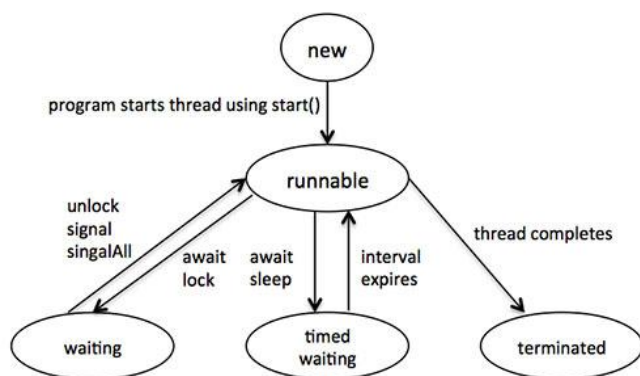 new
program starts thread using start()
runnable
unlock
signal
singalAll
await
lock
await
sleep
interval
expires
thread completes
waiting
timed
waiting
terminated